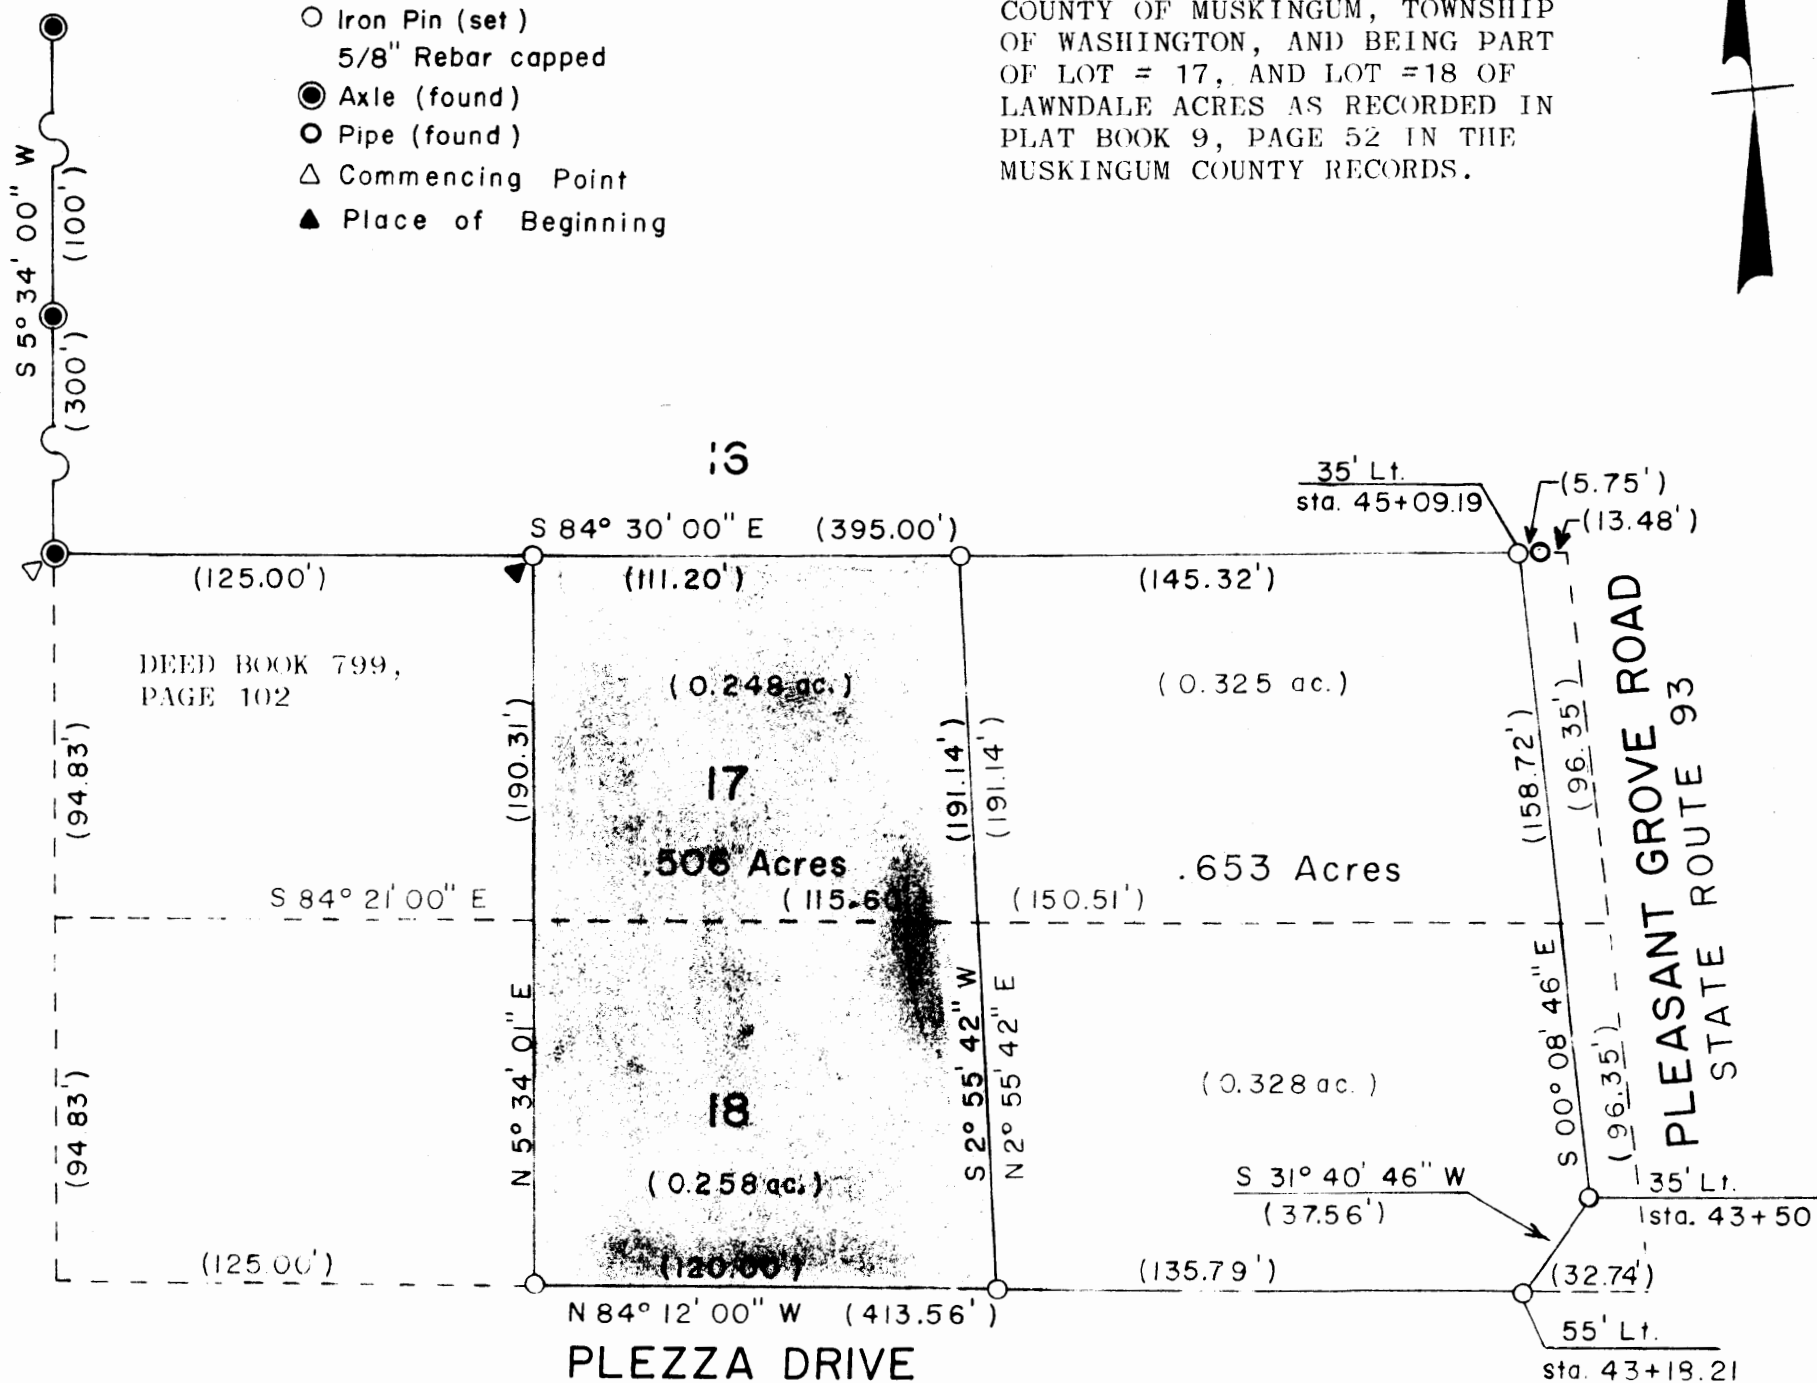 Iron Pin (set)
5/8" Rebar capped
Axle (found)
Pipe (found)
Commencing Point
Place of Beginning
COUNTY OF MUSKINGUM, TOWNSHIP
OF WASHINGTON, AND BEING PART
OF LOT = 17, AND LOT =18 OF
LAWNDALE ACRES AS RECORDED IN
PLAT BOOK 9, PAGE 52 IN THE
MUSKINGUM COUNTY RECORDS.
S 5° 34' 00" W
(100')
(300')
16
35' Lt.
sta. 45+09.19
(5.75')
(13.48')
S 84° 30' 00" E (395.00')
(125.00')
(111.20')
(145.32')
DEED BOOK 799,
PAGE 102
(0.248 ac.)
(0.325 ac.)
(94.83')
(190.31')
17
(191.14')
(191.14')
(158.72')
(96.35')
PLEASANT GROVE ROAD
STATE ROUTE 93
.506 Acres
.653 Acres
S 84° 21' 00" E
(115.60')
(150.51')
(94.83')
N 5° 34' 01" E
S 2° 55' 42" W
N 2° 55' 42" E
S 00° 08' 46" E
(96.35')
18
(0.258 ac.)
(0.328 ac.)
S 31° 40' 46" W
(37.56')
35' Lt.
sta. 43+50
(125.00')
(120.00')
(135.79')
(32.74')
N 84° 12' 00" W (413.56')
PLEZZA DRIVE
55' Lt.
sta. 43+18.21